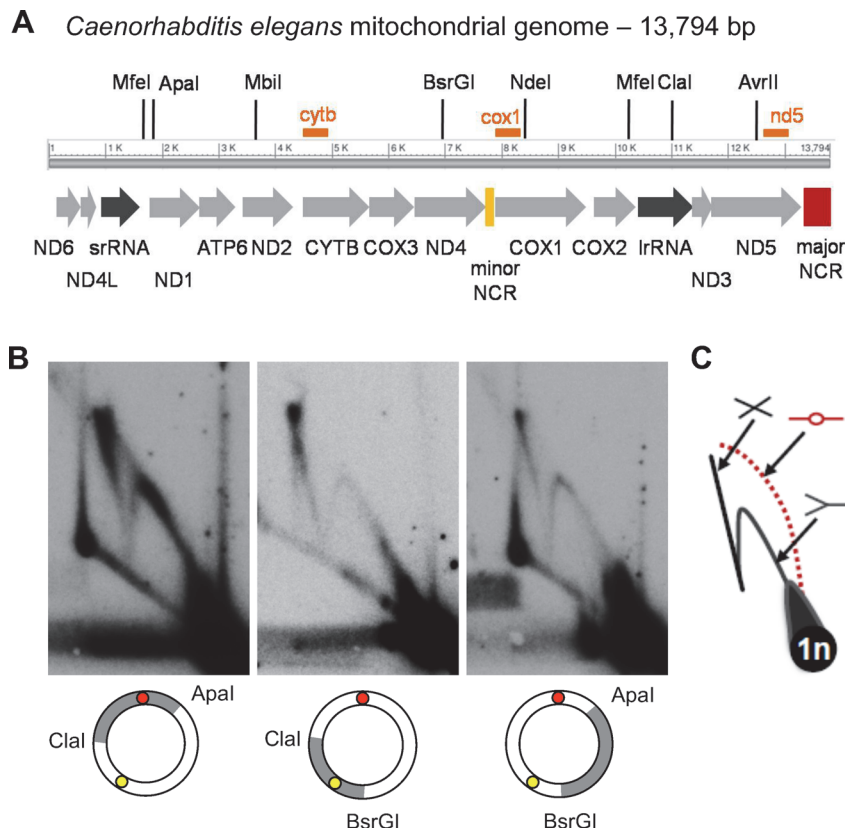 A
Caenorhabditis elegans mitochondrial genome – 13,794 bp
MfeI ApaI MbiI BsrGI NdeI MfeI ClaI AvrII
cytb cox1 nd5
1 1 K 2 K 3 K 4 K 5 K 6 K 7 K 8 K 9 K 10 K 11 K 12 K 13,794
ND6 srRNA ATP6 ND2 CYTB COX3 ND4 COX1 COX2 lrRNA ND5 major
ND4L ND1 minor ND3 NCR
NCR
B
C
1n
ApaI
ClaI
ClaI
BsrGI
ApaI
BsrGI